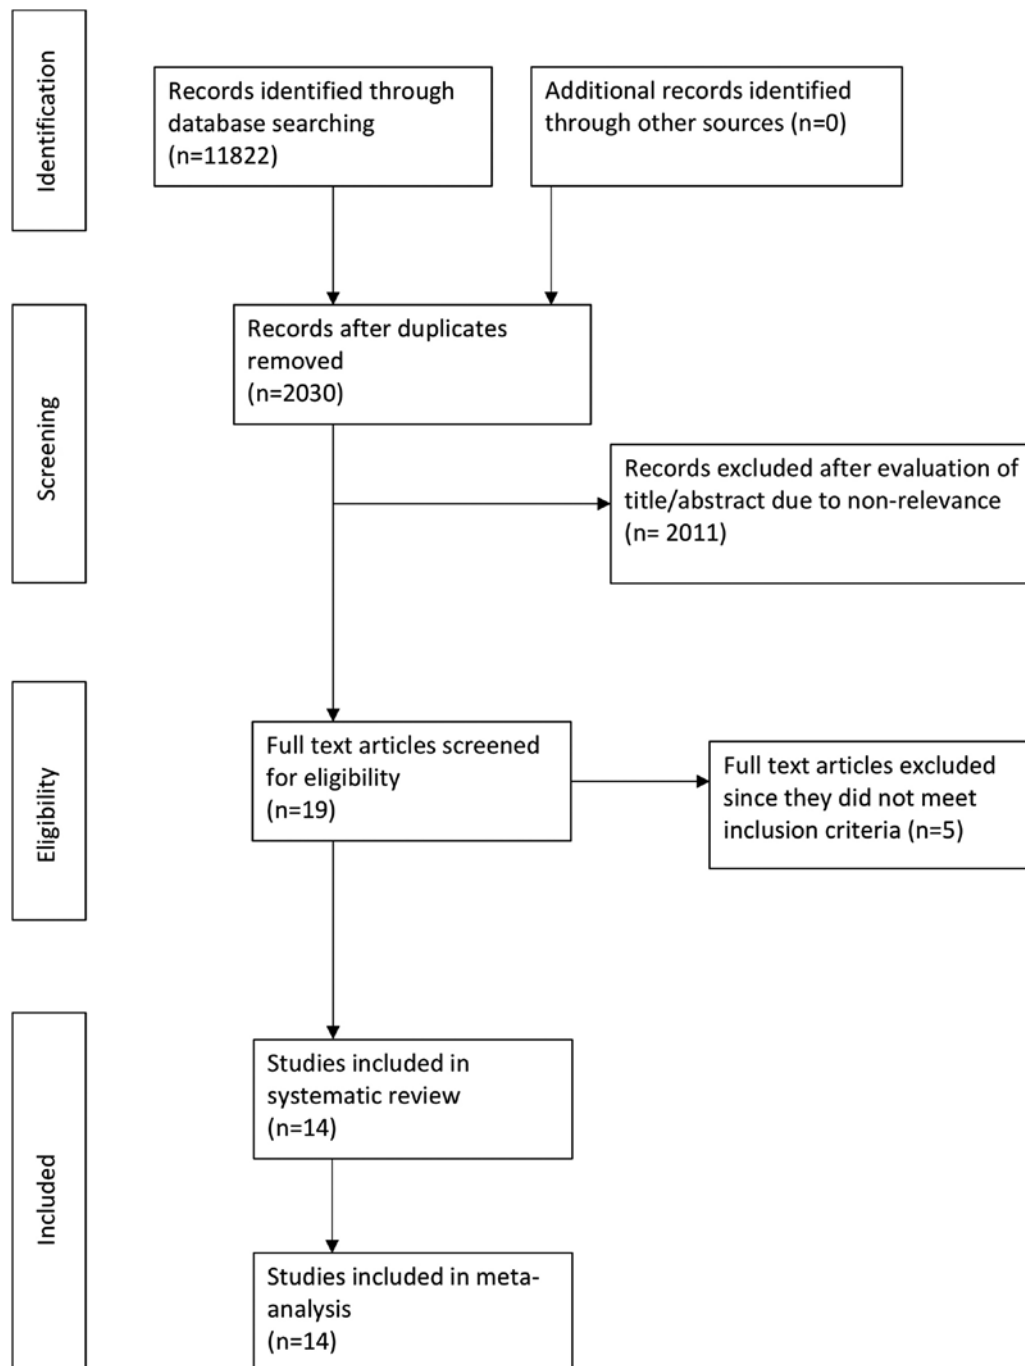 Identification
Records identified through
database searching
(n=11822)
Additional records identified
through other sources (n=0)
Screening
Records after duplicates
removed
(n=2030)
Records excluded after evaluation of
title/abstract due to non-relevance
(n= 2011)
Eligibility
Full text articles screened
for eligibility
(n=19)
Full text articles excluded
since they did not meet
inclusion criteria (n=5)
Included
Studies included in
systematic review
(n=14)
Studies included in meta-
analysis
(n=14)